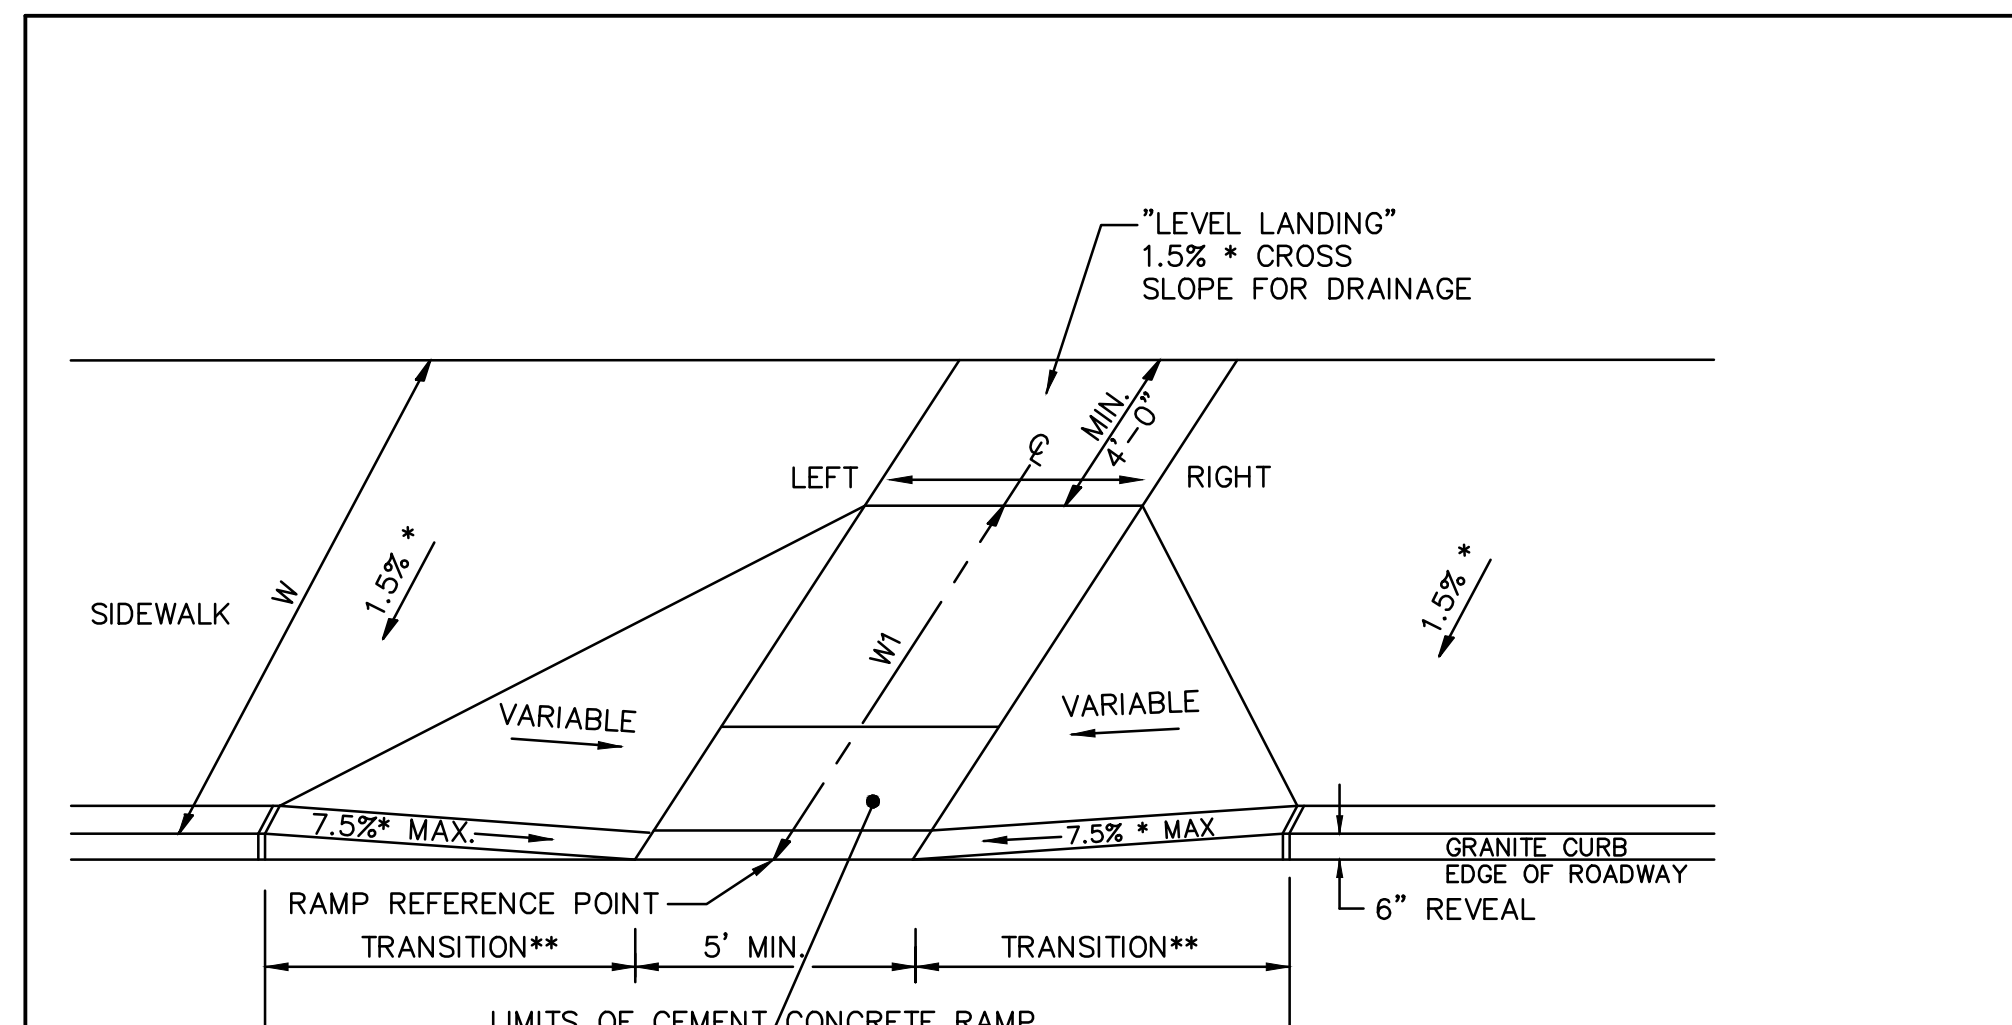 "LEVEL LANDING"
1.5% * CROSS
SLOPE FOR DRAINAGE
MIN.
4'-0"
℄
LEFT
RIGHT
1.5% *
1.5% *
W
SIDEWALK
W1
VARIABLE
VARIABLE
7.5%* MAX.
7.5% * MAX
GRANITE CURB
EDGE OF ROADWAY
RAMP REFERENCE POINT
6" REVEAL
TRANSITION**
5' MIN.
TRANSITION**
LIMITS OF CEMENT CONCRETE RAMP